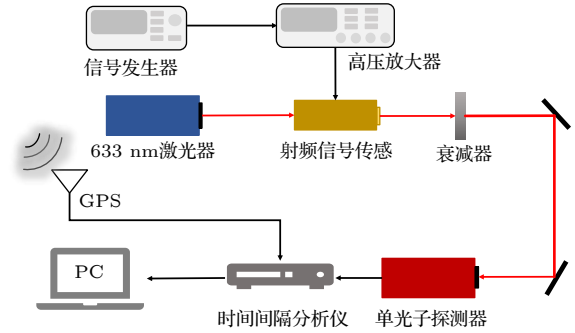 信号发生器
高压放大器
633 nm激光器
射频信号传感
衰减器
GPS
PC
时间间隔分析仪
单光子探测器